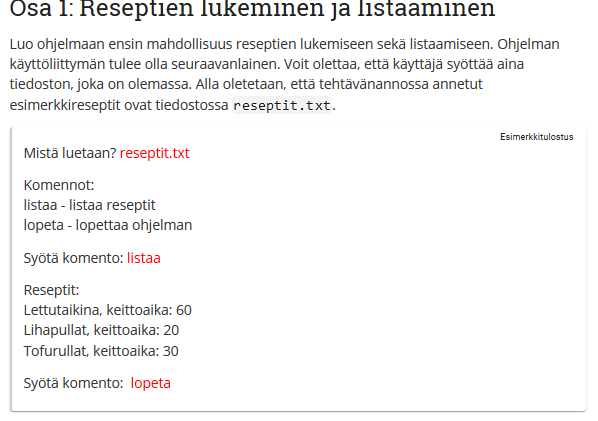 Osa 1: Reseptien lukeminen ja listaaminen
Luo ohjelmaan ensin mahdollisuus reseptien lukemiseen sekä listaamiseen. Ohjelman
käyttöliittymän tulee olla seuraavanlainen. Voit olettaa, että käyttäjä syöttää aina
tiedoston, joka on olemassa. Alla oletetaan, että tehtävänannossa annetut
esimerkkireseptit ovat tiedostossa reseptit.txt.
Esimerkkitulostus
Mistä luetaan? reseptit.txt
Komennot:
listaa - listaa reseptit
lopeta - lopettaa ohjelman
Syötä komento: listaa
Reseptit:
Lettutaikina, keittoaika: 60
Lihapullat, keittoaika: 20
Tofurullat, keittoaika: 30
Syötä komento: lopeta